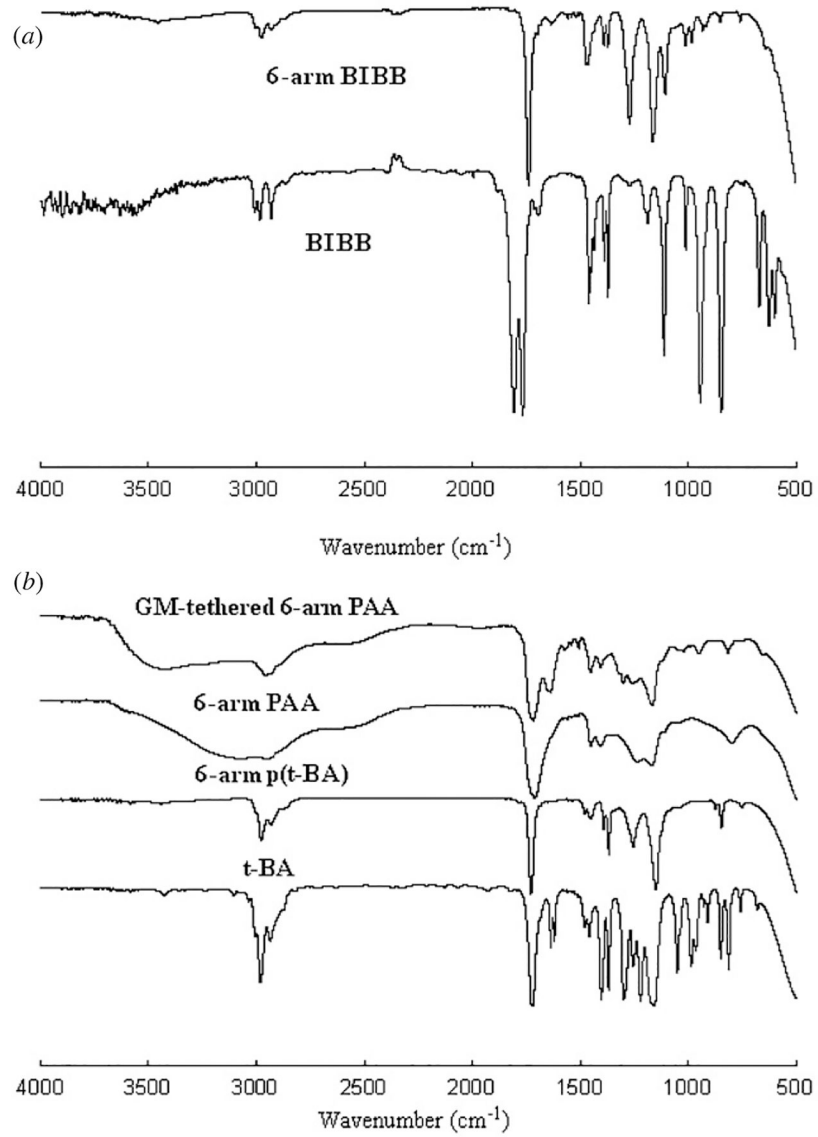 (a)
6-arm BIBB
BIBB
4000 3500 3000 2500 2000 1500 1000 500
Wavenumber (cm-1)
(b)
GM-tethered 6-arm PAA
6-arm PAA
6-arm p(t-BA)
t-BA
4000 3500 3000 2500 2000 1500 1000 500
Wavenumber (cm-1)